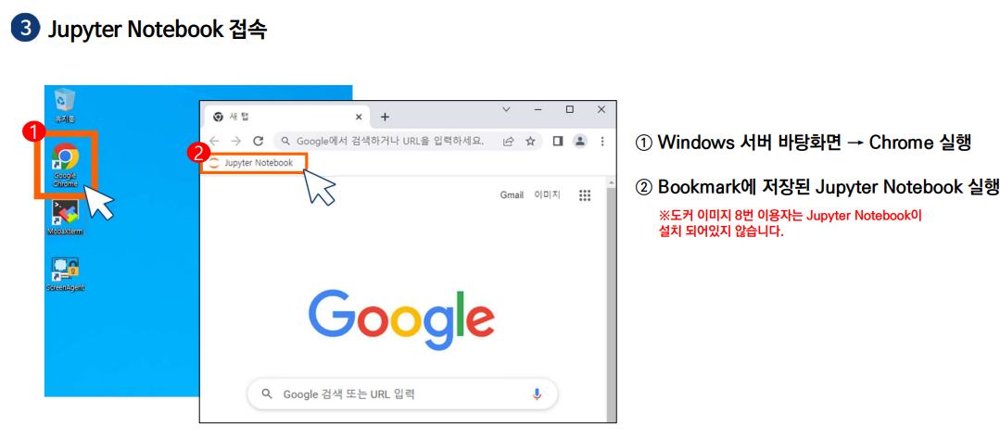 3 Jupyter Notebook 접속
휴지통
1
Google
Chrome
Mobaxterm
ScreenAgent
새 탭
Google에서 검색하거나 URL을 입력하세요.
2
Jupyter Notebook
Gmail 이미지
Google
Google 검색 또는 URL 입력
① Windows 서버 바탕화면 → Chrome 실행
② Bookmark에 저장된 Jupyter Notebook 실행
※도커 이미지 8번 이용자는 Jupyter Notebook이
설치 되어있지 않습니다.